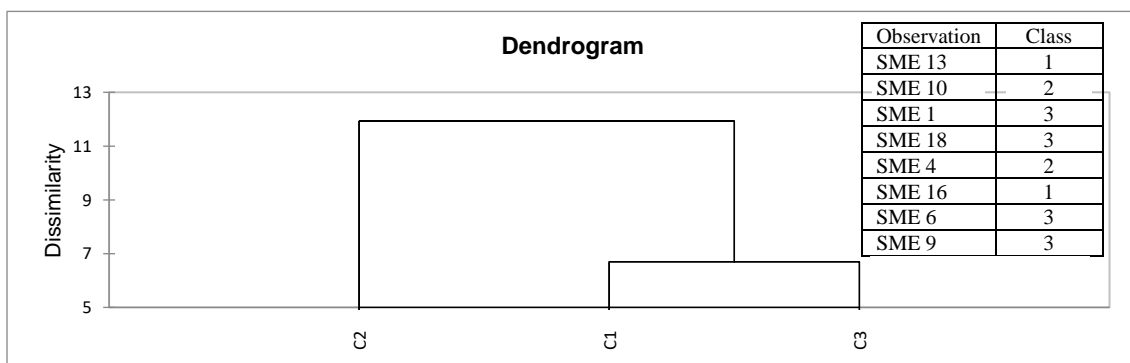 Dendrogram
13
11
9
7
5
Dissimilarity
C2
C1
C3
Observation Class
SME 13 1
SME 10 2
SME 1 3
SME 18 3
SME 4 2
SME 16 1
SME 6 3
SME 9 3